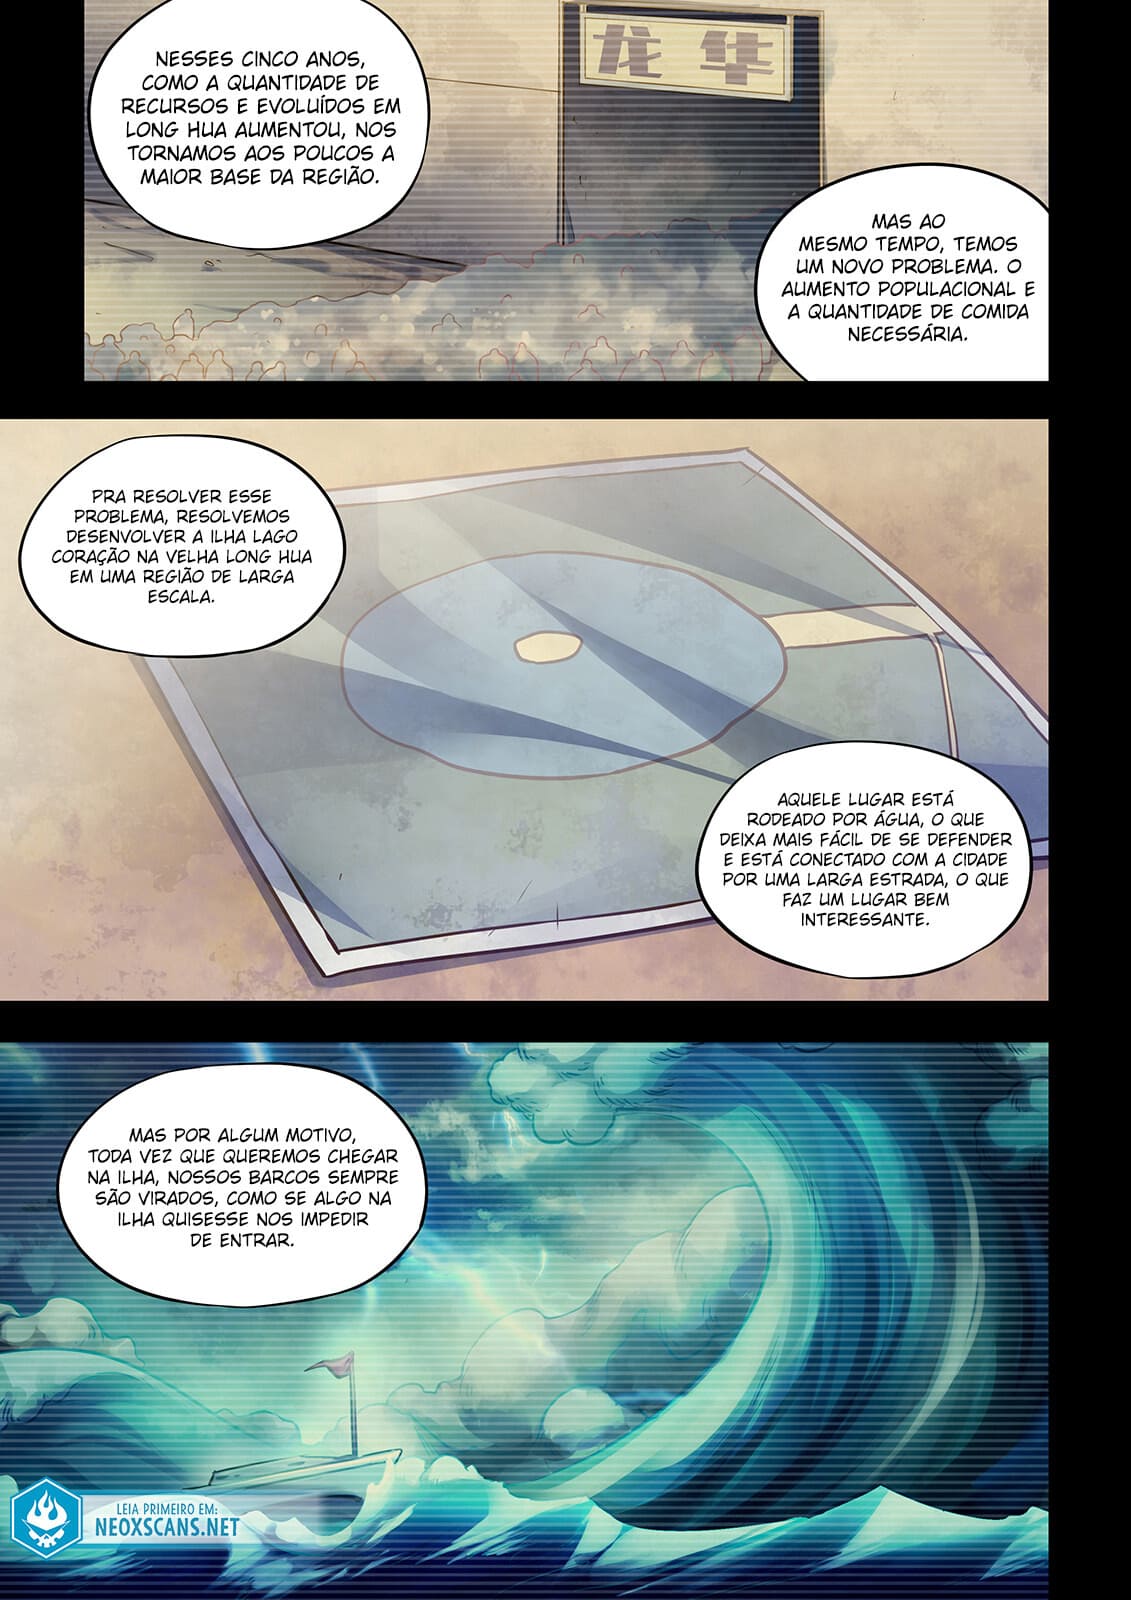 龙华
NESSES CINCO ANOS,
COMO A QUANTIDADE DE
RECURSOS E EVOLUÍDOS EM
LONG HUA AUMENTOU, NOS
TORNAMOS AOS POUCOS A
MAIOR BASE DA REGIÃO.
MAS AO
MESMO TEMPO, TEMOS
UM NOVO PROBLEMA. O
AUMENTO POPULACIONAL E
A QUANTIDADE DE COMIDA
NECESSÁRIA.
PRA RESOLVER ESSE
PROBLEMA, RESOLVEMOS
DESENVOLVER A ILHA LAGO
CORAÇÃO NA VELHA LONG HUA
EM UMA REGIÃO DE LARGA
ESCALA.
AQUELE LUGAR ESTÁ
RODEADO POR ÁGUA, O QUE
DEIXA MAIS FÁCIL DE SE DEFENDER
E ESTÁ CONECTADO COM A CIDADE
POR UMA LARGA ESTRADA, O QUE
FAZ UM LUGAR BEM
INTERESSANTE.
MAS POR ALGUM MOTIVO,
TODA VEZ QUE QUEREMOS CHEGAR
NA ILHA, NOSSOS BARCOS SEMPRE
SÃO VIRADOS, COMO SE ALGO NA
ILHA QUISESSE NOS IMPEDIR
DE ENTRAR.
LEIA PRIMEIRO EM:
NEOXSCANS.NET